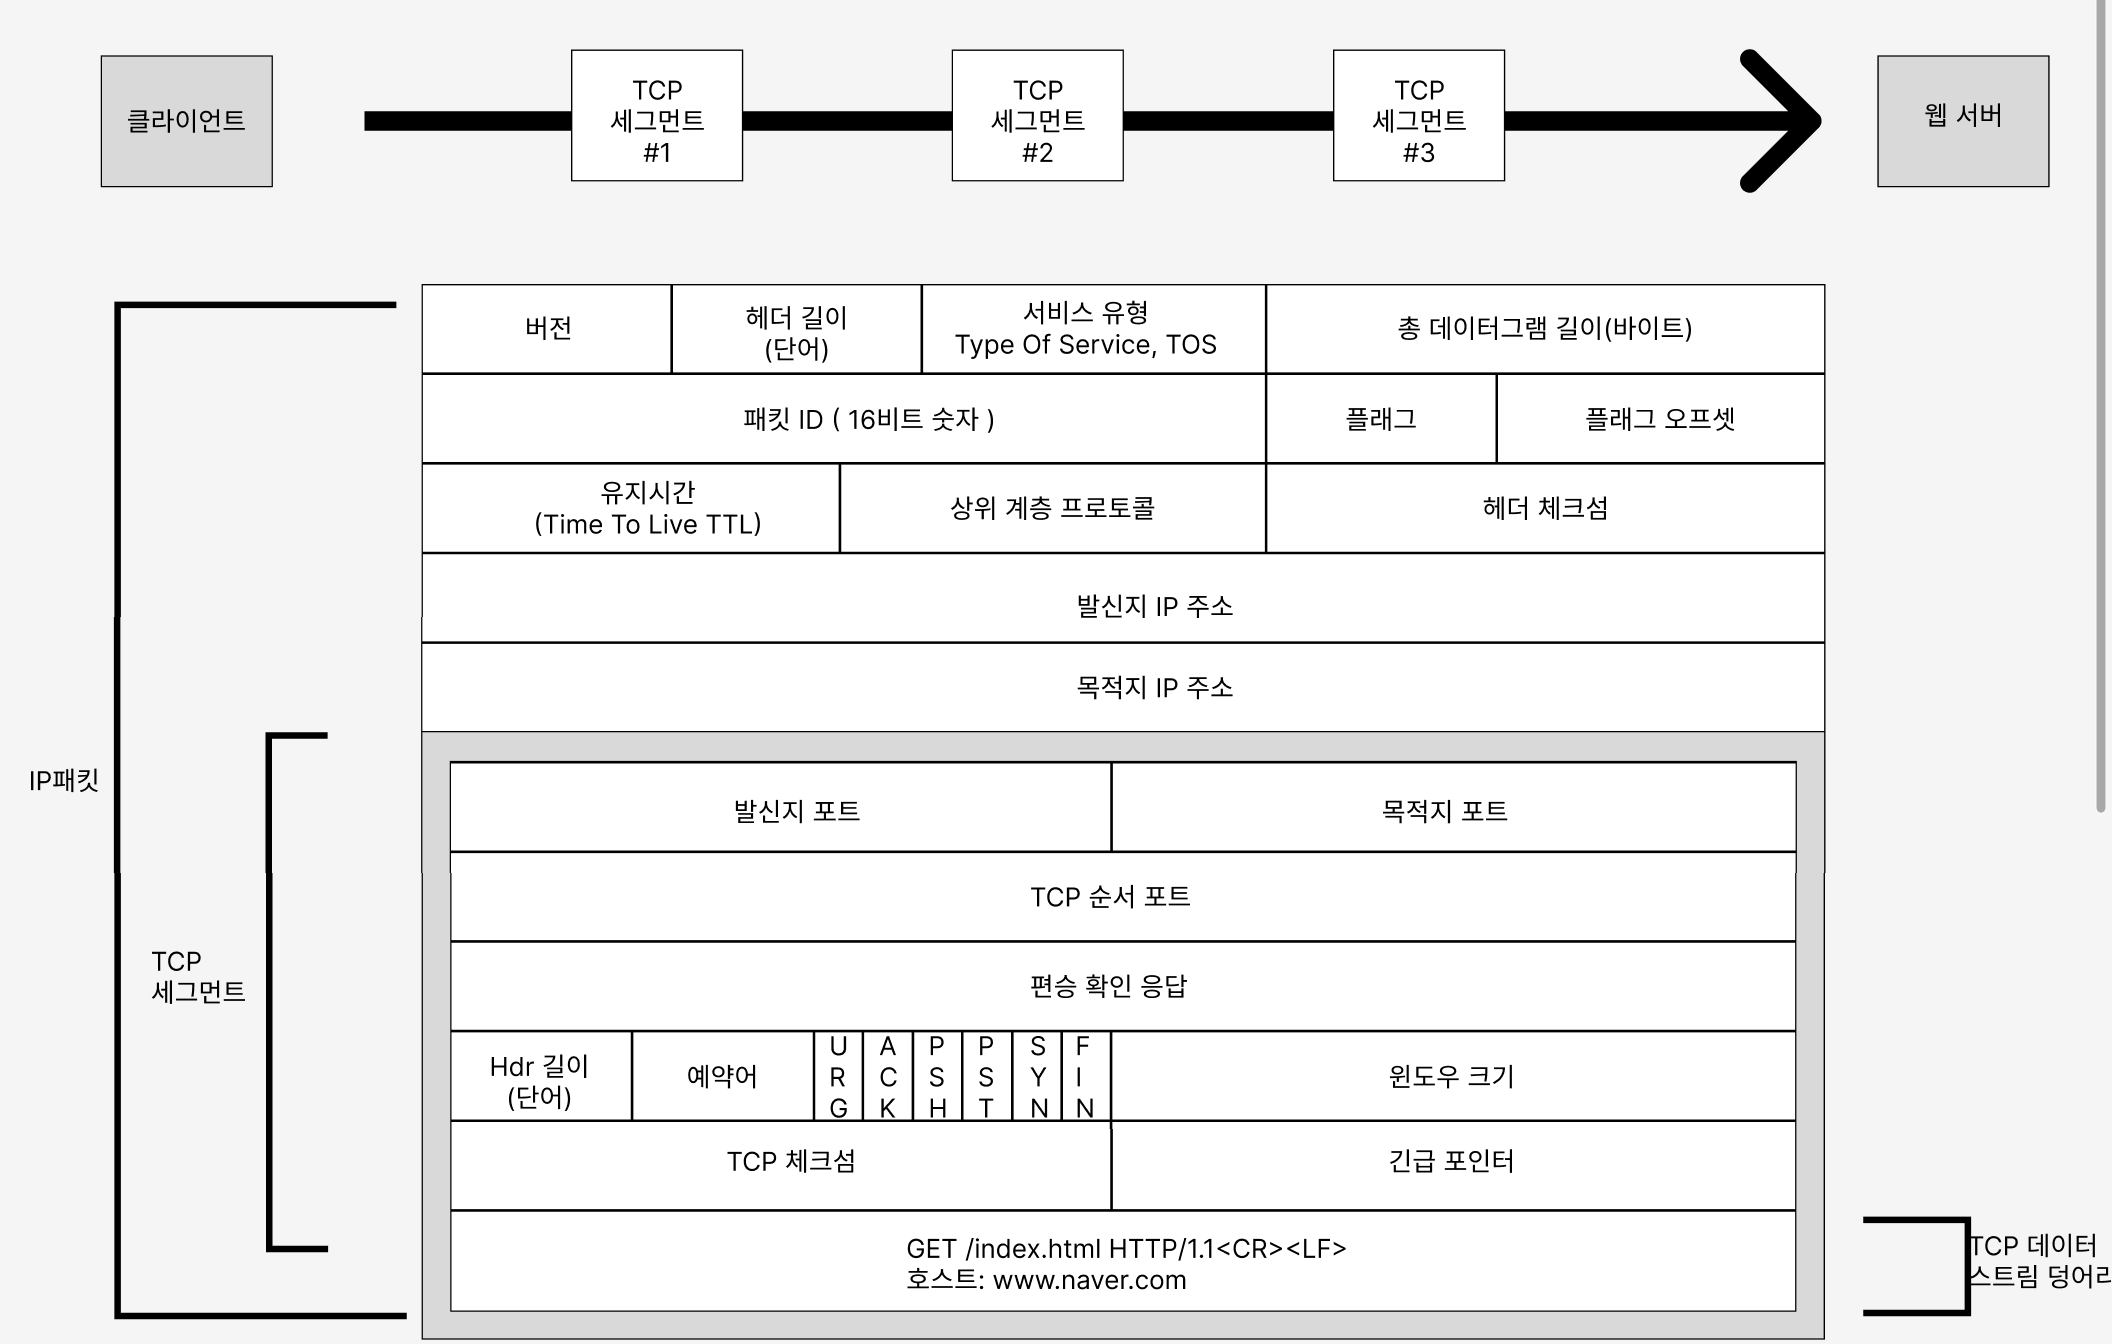 클라이언트
TCP
세그먼트
#1
TCP
세그먼트
#2
TCP
세그먼트
#3
웹 서버
버전
헤더 길이
(단어)
서비스 유형
Type Of Service, TOS
총 데이터그램 길이(바이트)
패킷 ID ( 16비트 숫자 )
플래그
플래그 오프셋
유지시간
(Time To Live TTL)
상위 계층 프로토콜
헤더 체크섬
발신지 IP 주소
목적지 IP 주소
IP패킷
발신지 포트
목적지 포트
TCP 순서 포트
TCP
세그먼트
편승 확인 응답
Hdr 길이
(단어)
예약어
URG
ACK
PSH
PST
SYN
FIN
윈도우 크기
TCP 체크섬
긴급 포인터
GET /index.html HTTP/1.1<CR><LF>
호스트: www.naver.com
TCP 데이터
스트림 덩어리